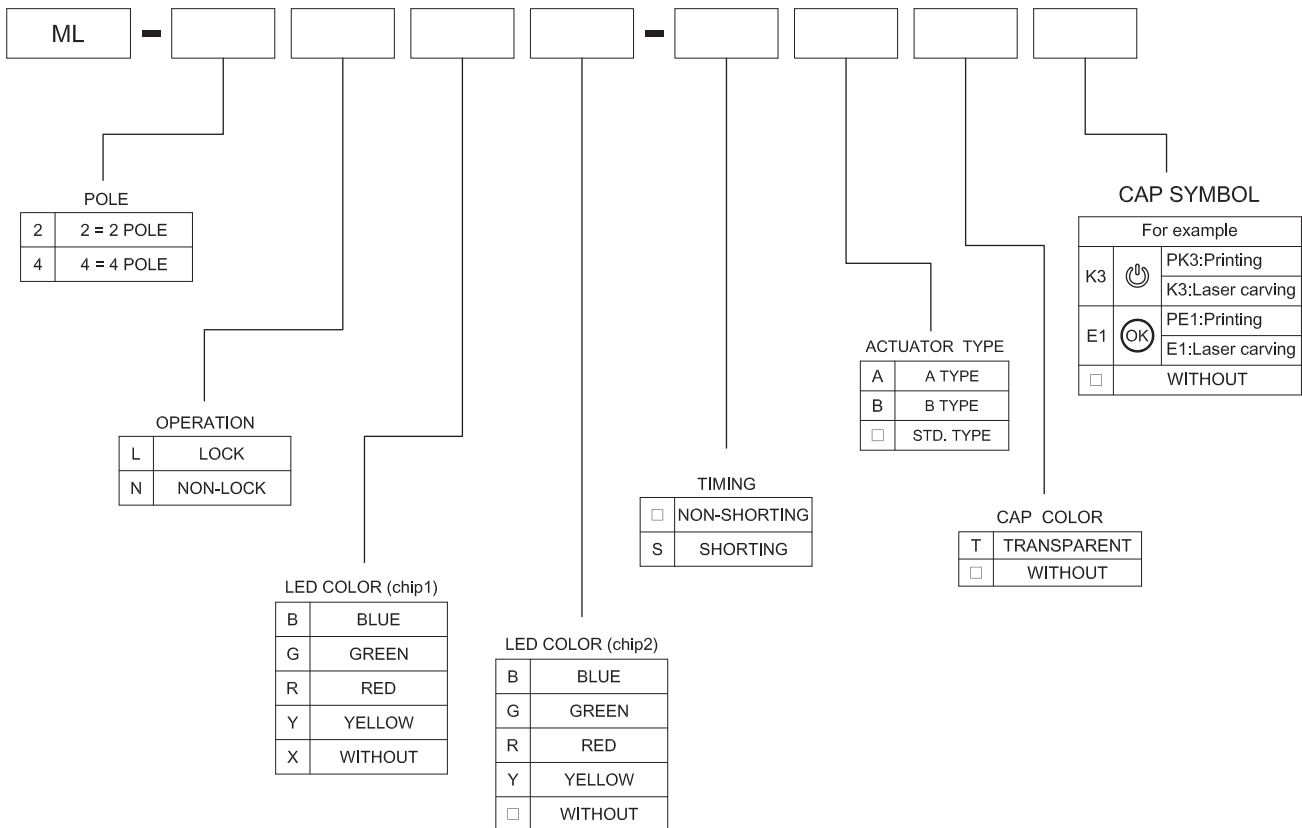 ML - -
POLE
2 2 = 2 POLE
4 4 = 4 POLE
OPERATION
L LOCK
N NON-LOCK
LED COLOR (chip1)
B BLUE
G GREEN
R RED
Y YELLOW
X WITHOUT
LED COLOR (chip2)
B BLUE
G GREEN
R RED
Y YELLOW
□ WITHOUT
TIMING
□ NON-SHORTING
S SHORTING
ACTUATOR TYPE
A A TYPE
B B TYPE
□ STD. TYPE
CAP COLOR
T TRANSPARENT
□ WITHOUT
CAP SYMBOL
For example
K3 PK3:Printing
K3:Laser carving
E1 OK PE1:Printing
E1:Laser carving
□ WITHOUT